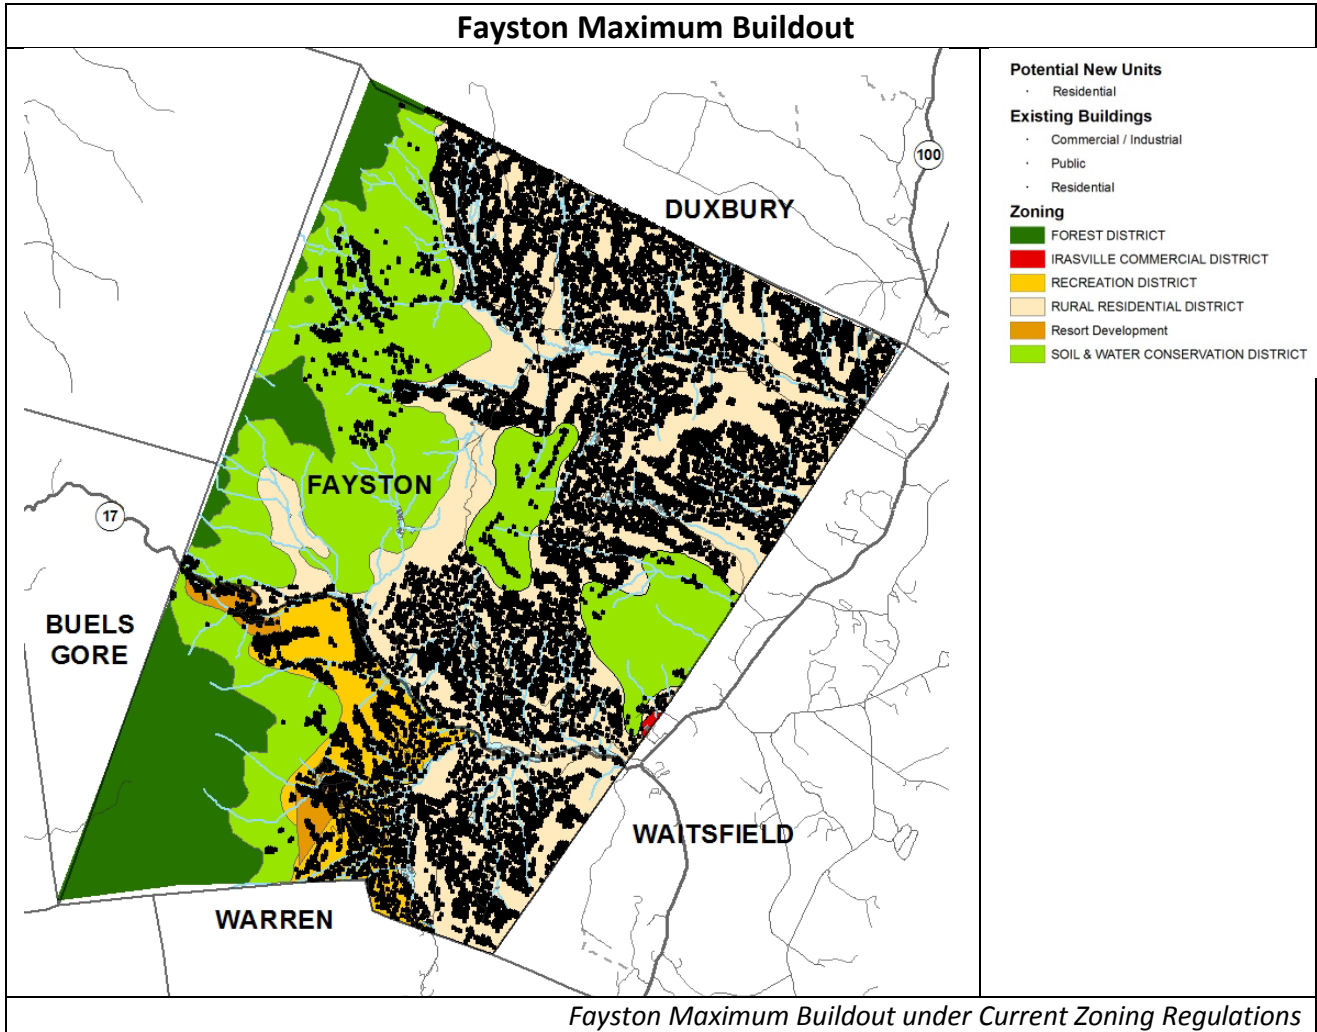 Fayston Maximum Buildout
Potential New Units
Residential
Existing Buildings
Commercial / Industrial
Public
Residential
Zoning
FOREST DISTRICT
IRASVILLE COMMERCIAL DISTRICT
RECREATION DISTRICT
RURAL RESIDENTIAL DISTRICT
Resort Development
SOIL & WATER CONSERVATION DISTRICT
100
DUXBURY
FAYSTON
17
BUELS
GORE
WAITSFIELD
WARREN
Fayston Maximum Buildout under Current Zoning Regulations